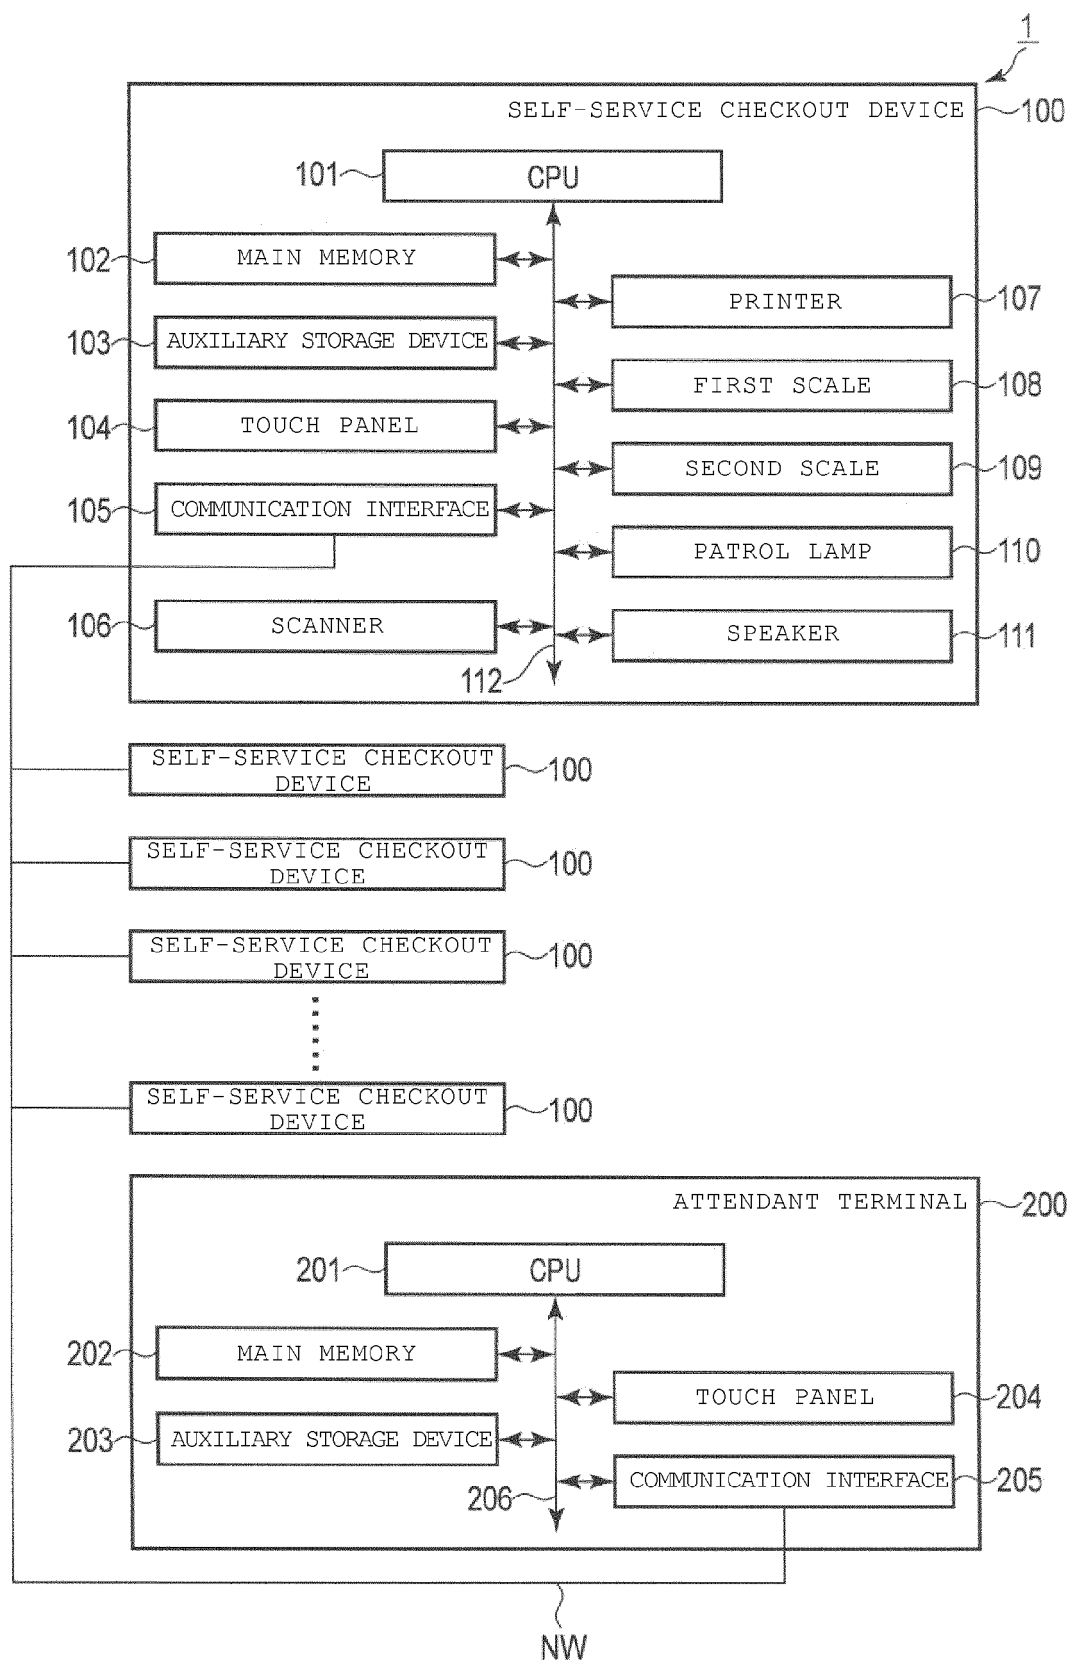 1
SELF-SERVICE CHECKOUT DEVICE 100
101 CPU
102 MAIN MEMORY
PRINTER 107
103 AUXILIARY STORAGE DEVICE
FIRST SCALE 108
104 TOUCH PANEL
SECOND SCALE 109
105 COMMUNICATION INTERFACE
PATROL LAMP 110
106 SCANNER
SPEAKER 111
112
SELF-SERVICE CHECKOUT
DEVICE
100
SELF-SERVICE CHECKOUT
DEVICE
100
SELF-SERVICE CHECKOUT
DEVICE
100
SELF-SERVICE CHECKOUT
DEVICE
100
ATTENDANT TERMINAL 200
201 CPU
202 MAIN MEMORY
TOUCH PANEL 204
203 AUXILIARY STORAGE DEVICE
COMMUNICATION INTERFACE 205
206
NW